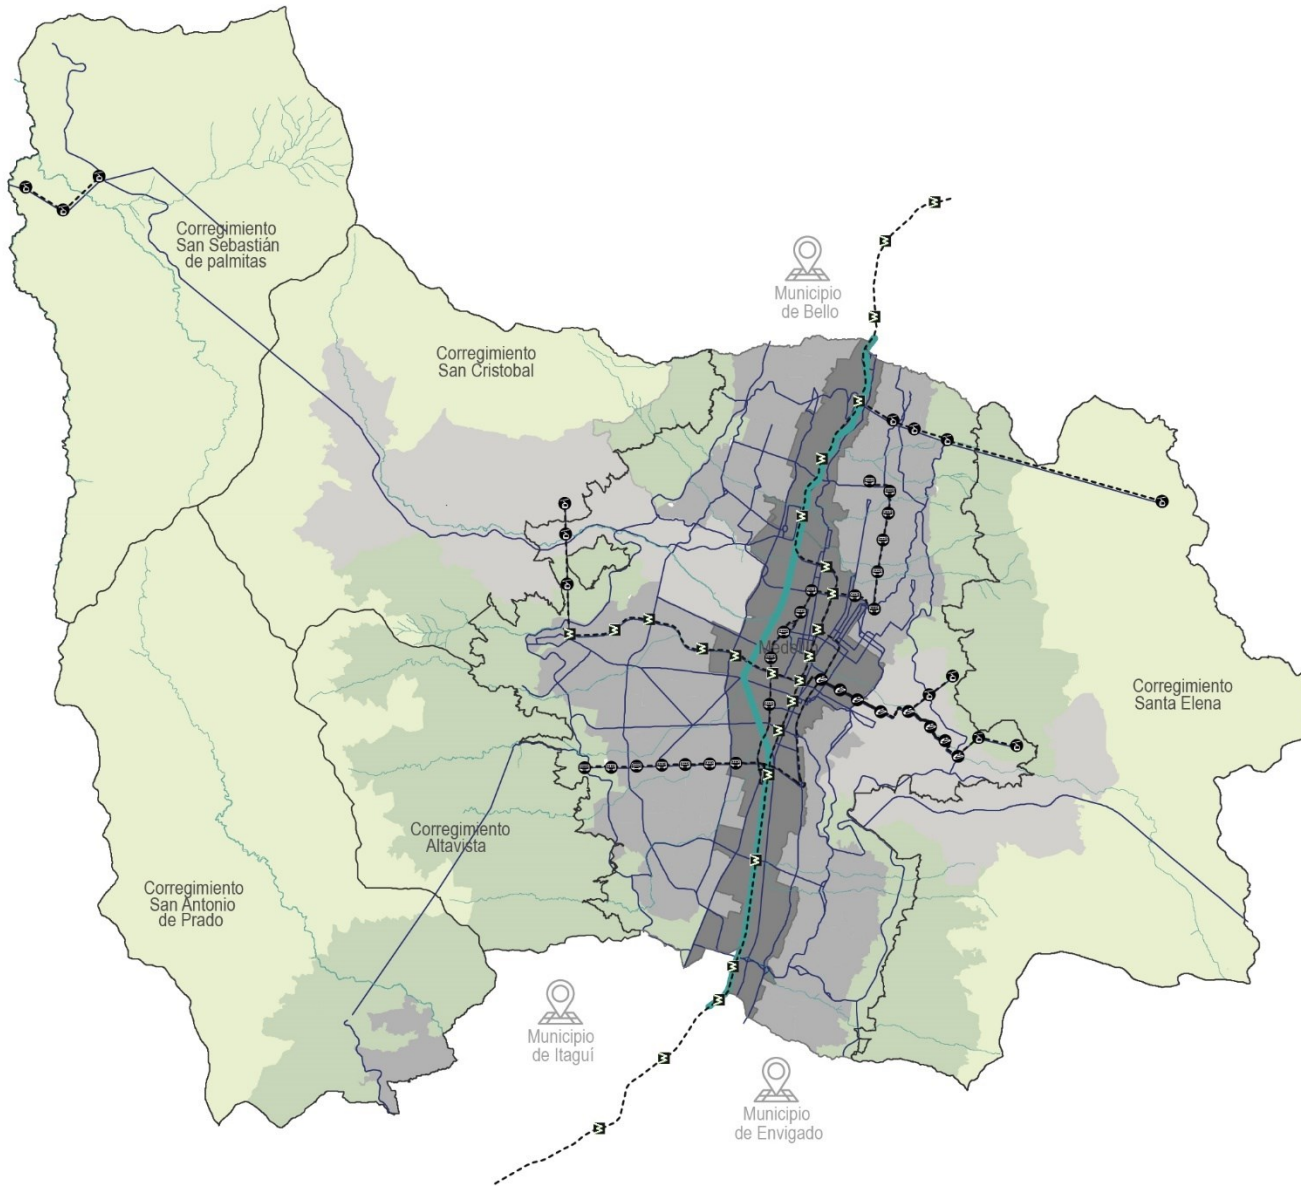 Corregimiento
San Sebastián
de palmitas
Municipio
de Bello
Corregimiento
San Cristobal
Medellín
Corregimiento
Santa Elena
Corregimiento
Altavista
Corregimiento
San Antonio
de Prado
Municipio
de Itaguí
Municipio
de Envigado